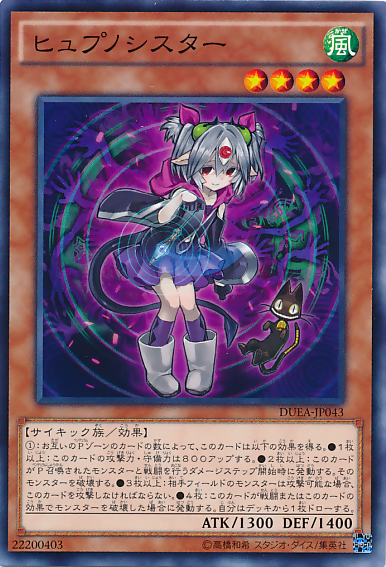 ヒュプノシスター
風
DUEA-JP043
[サイキック族/効果]
①:お互いのPゾーンのカードの数によって、このカードは以下の効果を得る。●1枚
以上:このカードの攻撃力・守備力は800アップする。●2枚以上:このカード
がP召喚されたモンスターと戦闘を行うダメージステップ開始時に発動する。その
モンスターを破壊する。●3枚以上:相手フィールドのモンスターは攻撃可能な場合、
このカードを攻撃しなければならない。●4枚:このカードが戦闘またはこのカードの
効果でモンスターを破壊した場合に発動する。自分はデッキから1枚ドローする。
ATK/1300 DEF/1400
22200403
©高橋和希 スタジオ・ダイス/集英社